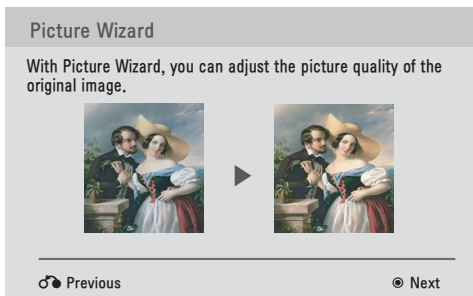 Picture Wizard
With Picture Wizard, you can adjust the picture quality of the
original image.
Previous
Next